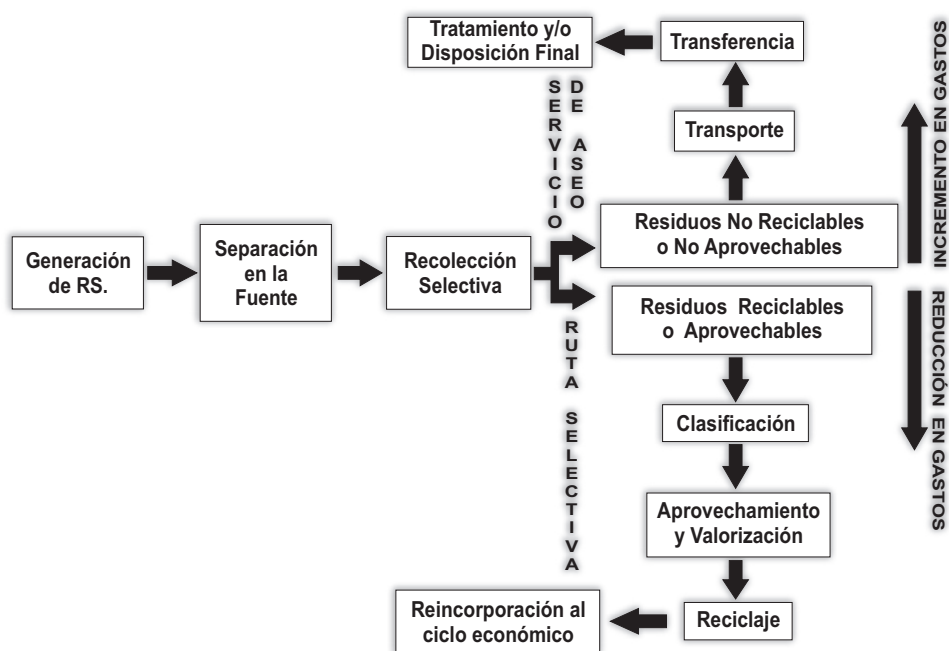 Tratamiento y/o
Disposición Final
Transferencia
Transporte
SERVICIO
DE ASEO
Residuos No Reciclables
o No Aprovechables
INCREMENTO EN GASTOS
Generación
de RS.
Separación
en la
Fuente
Recolección
Selectiva
Residuos Reciclables
o Aprovechables
RUTA SELECTIVA
Clasificación
Aprovechamiento
y Valorización
REDUCCIÓN EN GASTOS
Reciclaje
Reincorporación al
ciclo económico